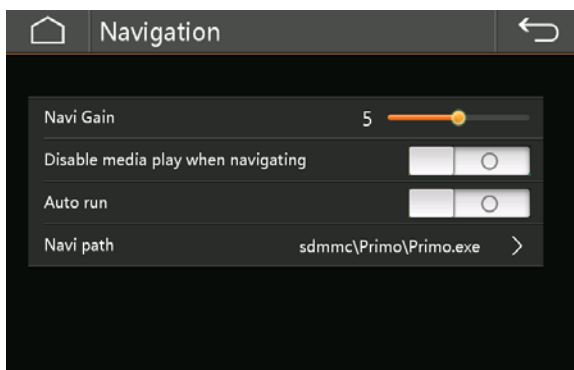 Navigation
Navi Gain 5
Disable media play when navigating
Auto run
Navi path sdmmc\Primo\Primo.exe